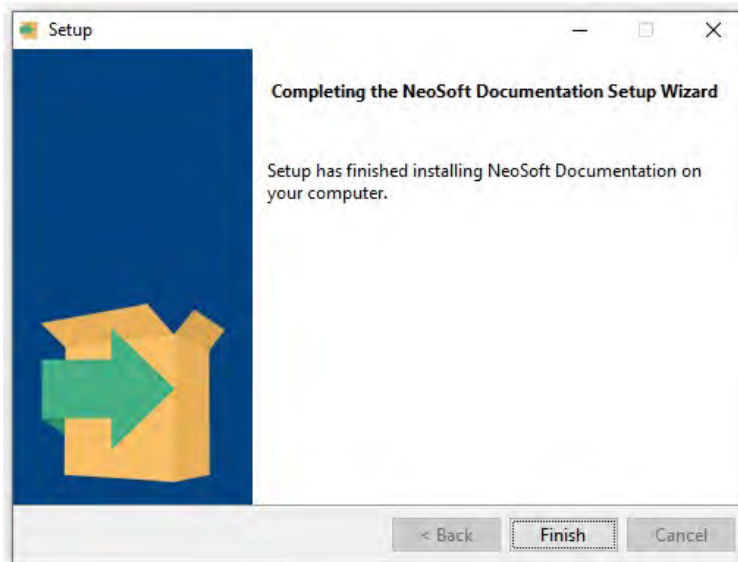 Setup
Completing the NeoSoft Documentation Setup Wizard
Setup has finished installing NeoSoft Documentation on
your computer.
< Back
Finish
Cancel